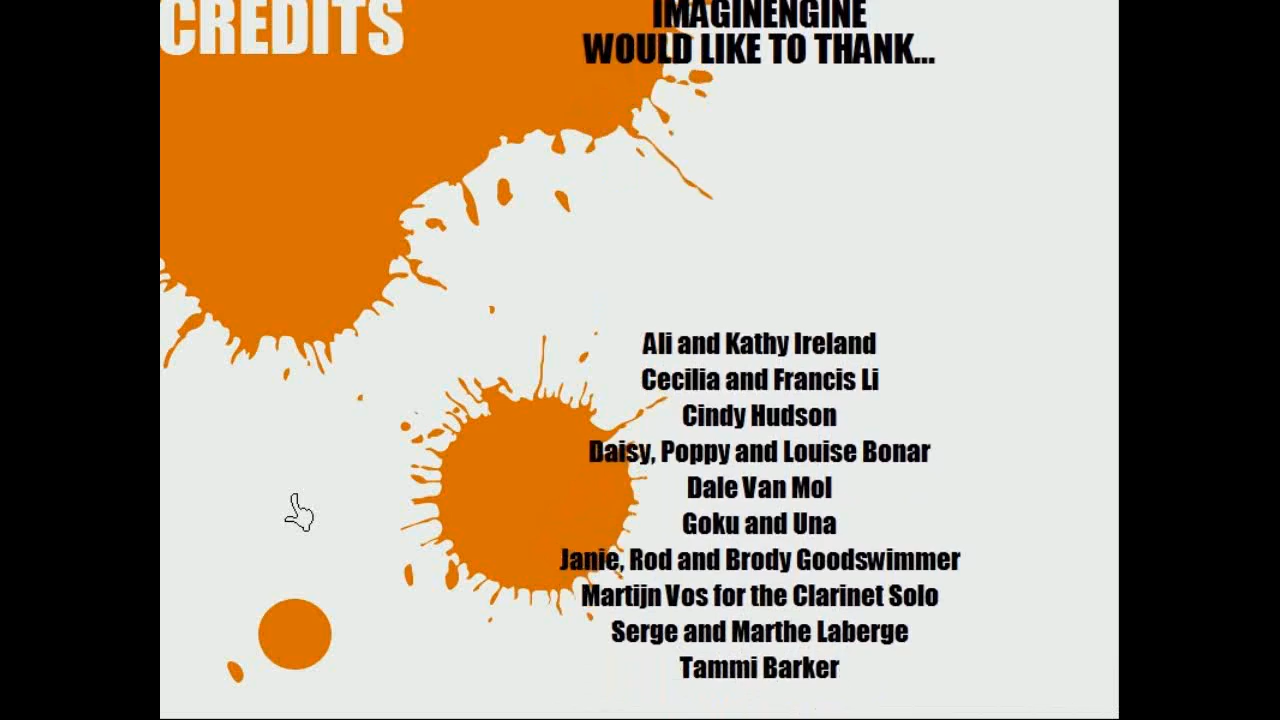 CREDITS
IMAGINENGINE
WOULD LIKE TO THANK...
Ali and Kathy Ireland
Cecilia and Francis Li
Cindy Hudson
Daisy, Poppy and Louise Bonar
Dale Van Mol
Goku and Una
Janie, Rod and Brody Goodswimmer
Martijn Vos for the Clarinet Solo
Serge and Marthe Laberge
Tammi Barker